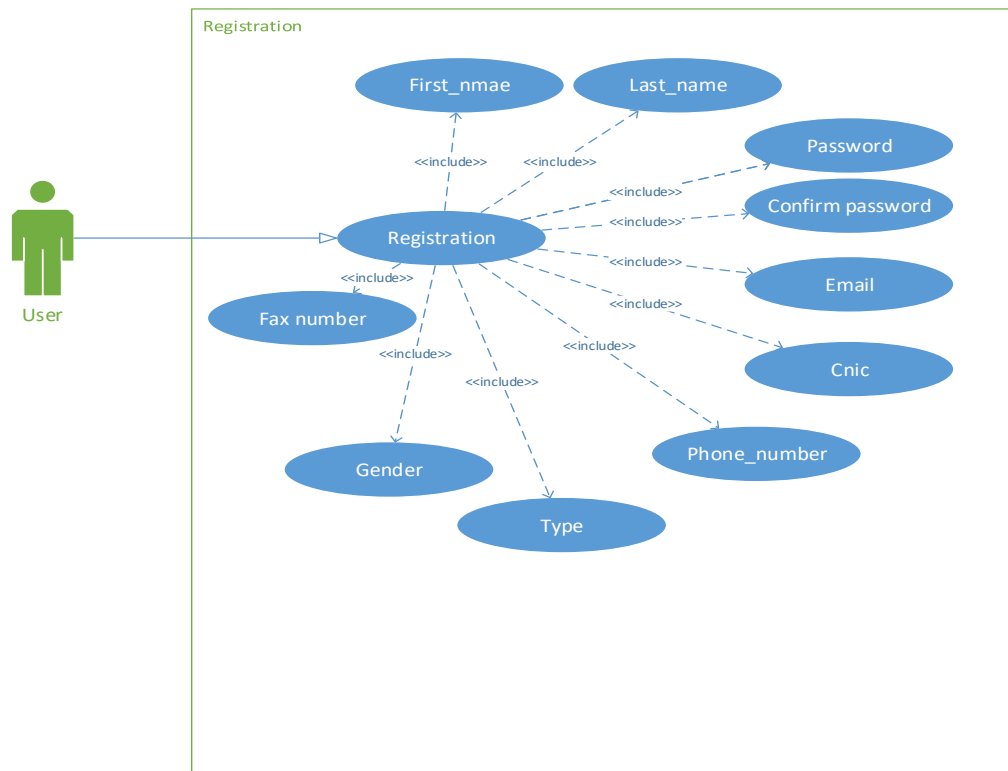 Registration
First_nmae
Last_name
Password
<<include>>
<<include>>
<<include>>
Confirm password
<<include>>
Registration
User
<<include>>
<<include>>
Email
<<include>>
Fax number
<<include>>
<<include>>
<<include>>
Cnic
<<include>>
Phone_number
Gender
Type